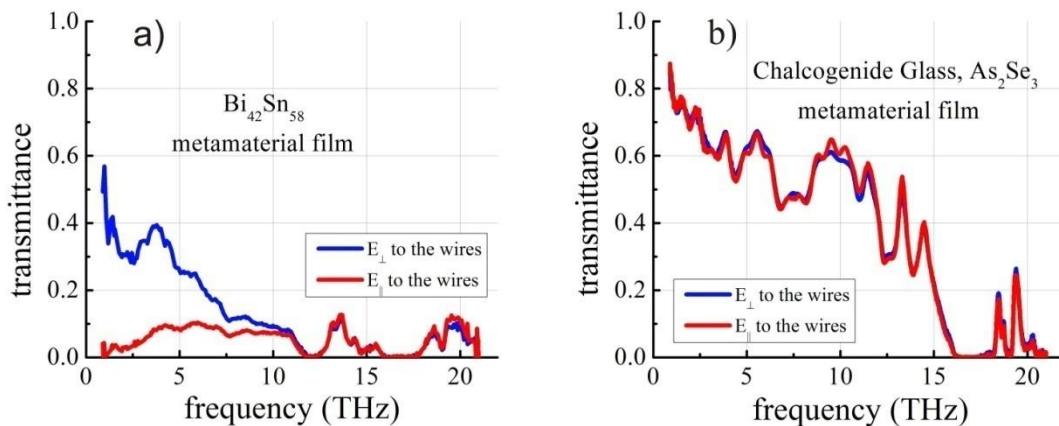 a)
Bi₄₂Sn₅₈
metamaterial film
E⊥ to the wires
E∥ to the wires
transmittance
1.0
0.8
0.6
0.4
0.2
0.0
0
5
10
15
20
frequency (THz)
b)
Chalcogenide Glass, As₂Se₃
metamaterial film
E⊥ to the wires
E∥ to the wires
transmittance
1.0
0.8
0.6
0.4
0.2
0.0
0
5
10
15
20
frequency (THz)